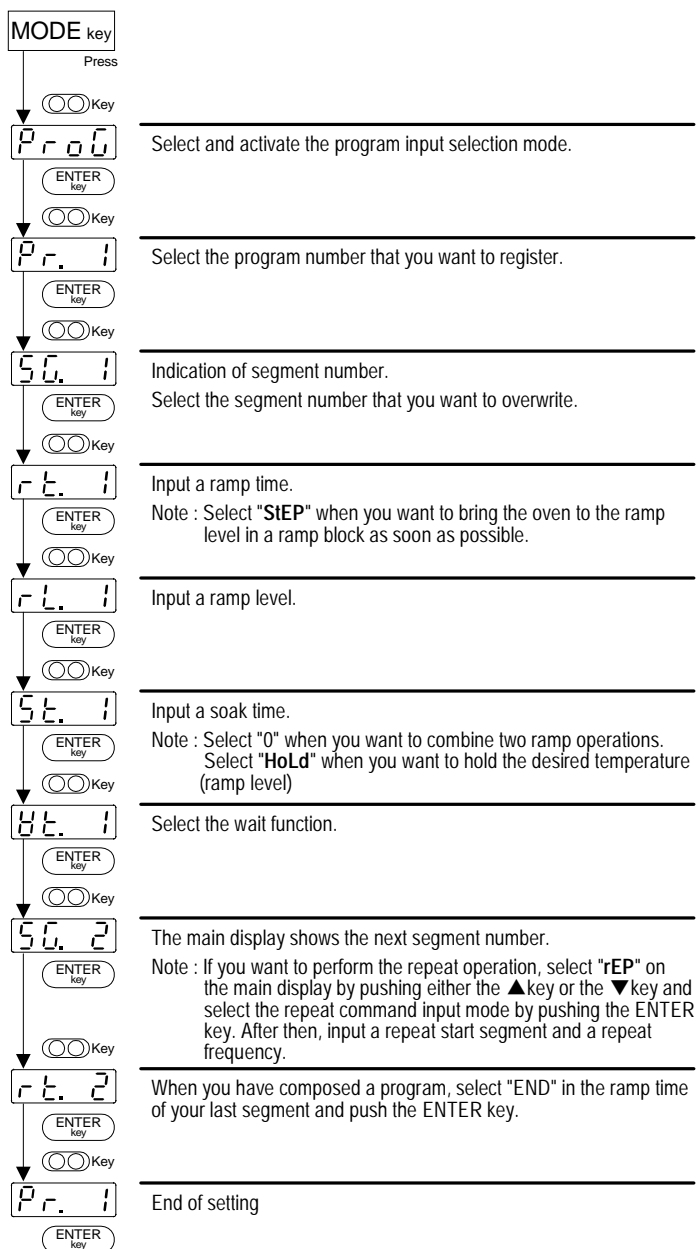 MODE key
Press
Key
ProG
Select and activate the program input selection mode.
ENTER
key
Key
Pr. 1
Select the program number that you want to register.
ENTER
key
Key
SG. 1
Indication of segment number.
ENTER
key
Select the segment number that you want to overwrite.
Key
rt. 1
Input a ramp time.
ENTER
key
Note : Select "StEP" when you want to bring the oven to the ramp
level in a ramp block as soon as possible.
Key
rL. 1
Input a ramp level.
ENTER
key
Key
St. 1
Input a soak time.
ENTER
key
Note : Select "0" when you want to combine two ramp operations.
Select "HoLd" when you want to hold the desired temperature
Key
(ramp level)
Wt. 1
Select the wait function.
ENTER
key
Key
SG. 2
The main display shows the next segment number.
ENTER
key
Note : If you want to perform the repeat operation, select "rEP" on
the main display by pushing either the ▲key or the ▼key and
select the repeat command input mode by pushing the ENTER
key. After then, input a repeat start segment and a repeat
frequency.
Key
rt. 2
When you have composed a program, select "END" in the ramp time
of your last segment and push the ENTER key.
ENTER
key
Key
Pr. 1
End of setting
ENTER
key